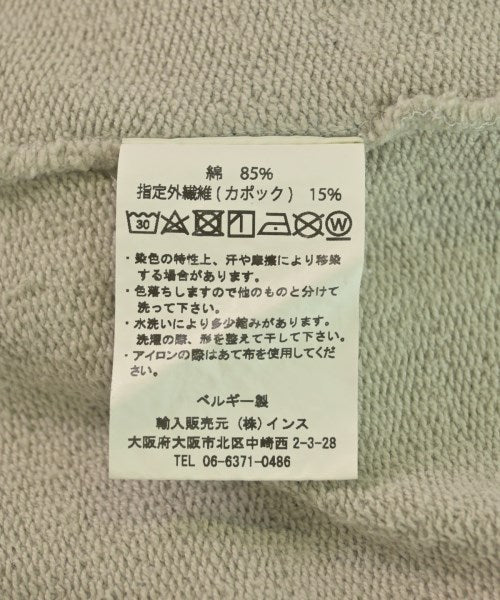 綿 85%
指定外繊維(カポック) 15%
30 W
・染色の特性上、汗や摩擦により移染
する場合があります。
・色落ちしますので他のものと分けて
洗って下さい。
・水洗いにより多少縮みがあります。
洗濯の際、形を整えて干して下さい。
・アイロンの際はあて布を使用してくだ
さい。
ベルギー製
輸入販売元 (株)インス
大阪府大阪市北区中崎西2-3-28
TEL 06-6371-0486